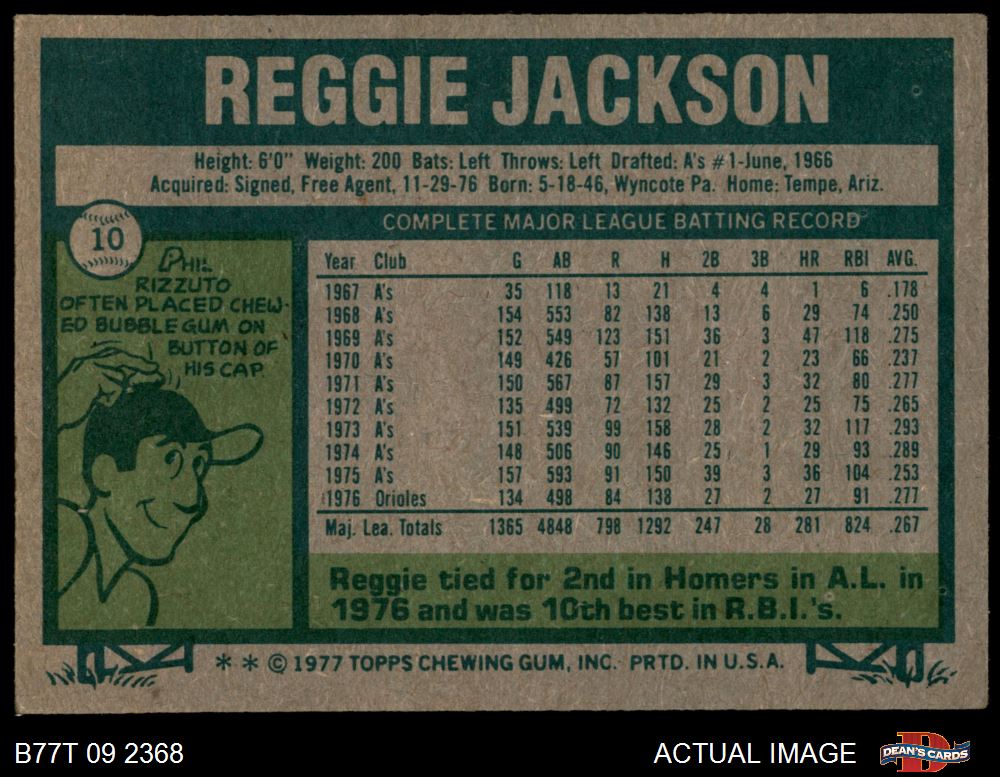 REGGIE JACKSON
Height: 6'0" Weight: 200 Bats: Left Throws: Left Drafted: A's #1-June, 1966
Acquired: Signed, Free Agent, 11-29-76 Born: 5-18-46, Wyncote Pa. Home: Tempe, Ariz.
10
PHIL
RIZZUTO
OFTEN PLACED CHEW-
ED BUBBLE GUM ON
BUTTON OF
HIS CAP
COMPLETE MAJOR LEAGUE BATTING RECORD
Year Club G AB R H 2B 3B HR RBI AVG.
1967 A's 35 118 13 21 4 4 1 6 .178
1968 A's 154 553 82 138 13 6 29 74 .250
1969 A's 152 549 123 151 36 3 47 118 .275
1970 A's 149 426 57 101 21 2 23 66 .237
1971 A's 150 567 87 157 29 3 32 80 .277
1972 A's 135 499 72 132 25 2 25 75 .265
1973 A's 151 539 99 158 28 2 32 117 .293
1974 A's 148 506 90 146 25 1 29 93 .289
1975 A's 157 593 91 150 39 3 36 104 .253
1976 Orioles 134 498 84 138 27 2 27 91 .277
Maj. Lea. Totals 1365 4848 798 1292 247 28 281 824 .267
Reggie tied for 2nd in Homers in A.L. in
1976 and was 10th best in R.B.I.'s.
* * © 1977 TOPPS CHEWING GUM, INC. PRTD. IN U.S.A.
B77T 09 2368
ACTUAL IMAGE
D
DEAN'S CARDS